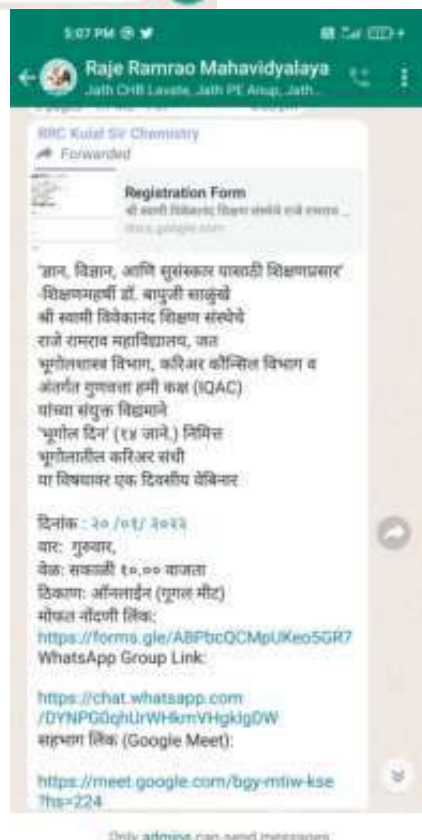 5:07 PM
Raje Ramrao Mahavidyalaya
Jath CHB Lavate, Jath PE Anup, Jath...
RRC Kulal Sir Chemistry
Forwarded
Registration Form
श्री स्वामी विवेकानंद शिक्षण संस्थेचे राजे रामराव ...
docs.google.com
'ज्ञान, विज्ञान, आणि सुसंस्कार यासाठी शिक्षणप्रसार'
-शिक्षणमहर्षी डॉ. बापूजी साळुंखे
श्री स्वामी विवेकानंद शिक्षण संस्थेचे
राजे रामराव महाविद्यालय, जत
भूगोलशास्त्र विभाग, करिअर कौन्सिल विभाग व
अंतर्गत गुणवत्ता हमी कक्ष (IQAC)
यांच्या संयुक्त विद्यमाने
'भूगोल दिन' (१४ जाने.) निमित्त
भूगोलातील करिअर संधी
या विषयावर एक दिवसीय वेबिनार
दिनांक : २० /०१/ २०२२
वार: गुरुवार,
वेळ: सकाळी १०.०० वाजता
ठिकाण: ऑनलाईन (गूगल मीट)
मोफत नोंदणी लिंक:
https://forms.gle/ABPbcQCMpUKeo5GR7
WhatsApp Group Link:
https://chat.whatsapp.com
/DYNPG0qhUrWHkmVHgklgDW
सहभाग लिंक (Google Meet):
https://meet.google.com/bgy-mtiw-kse
?hs=224
Only admins can send messages